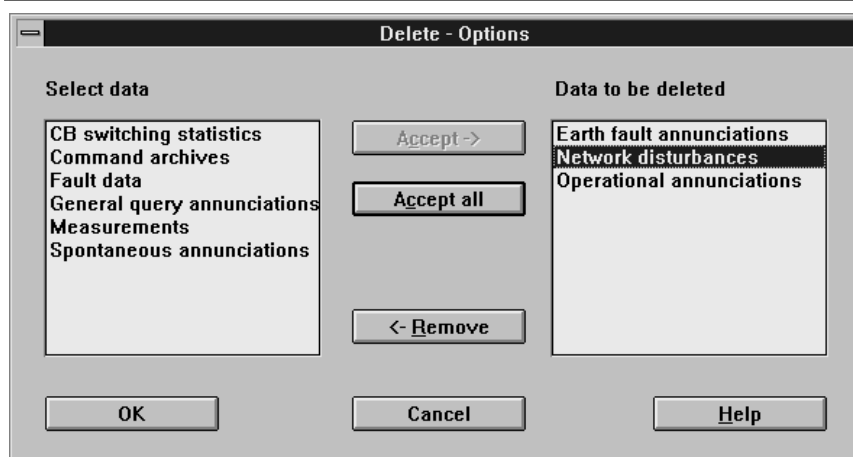 Delete - Options
Select data
Data to be deleted
CB switching statistics
Command archives
Fault data
General query annunciations
Measurements
Spontaneous annunciations
Accept ->
Accept all
<- Remove
Earth fault annunciations
Network disturbances
Operational annunciations
OK
Cancel
Help